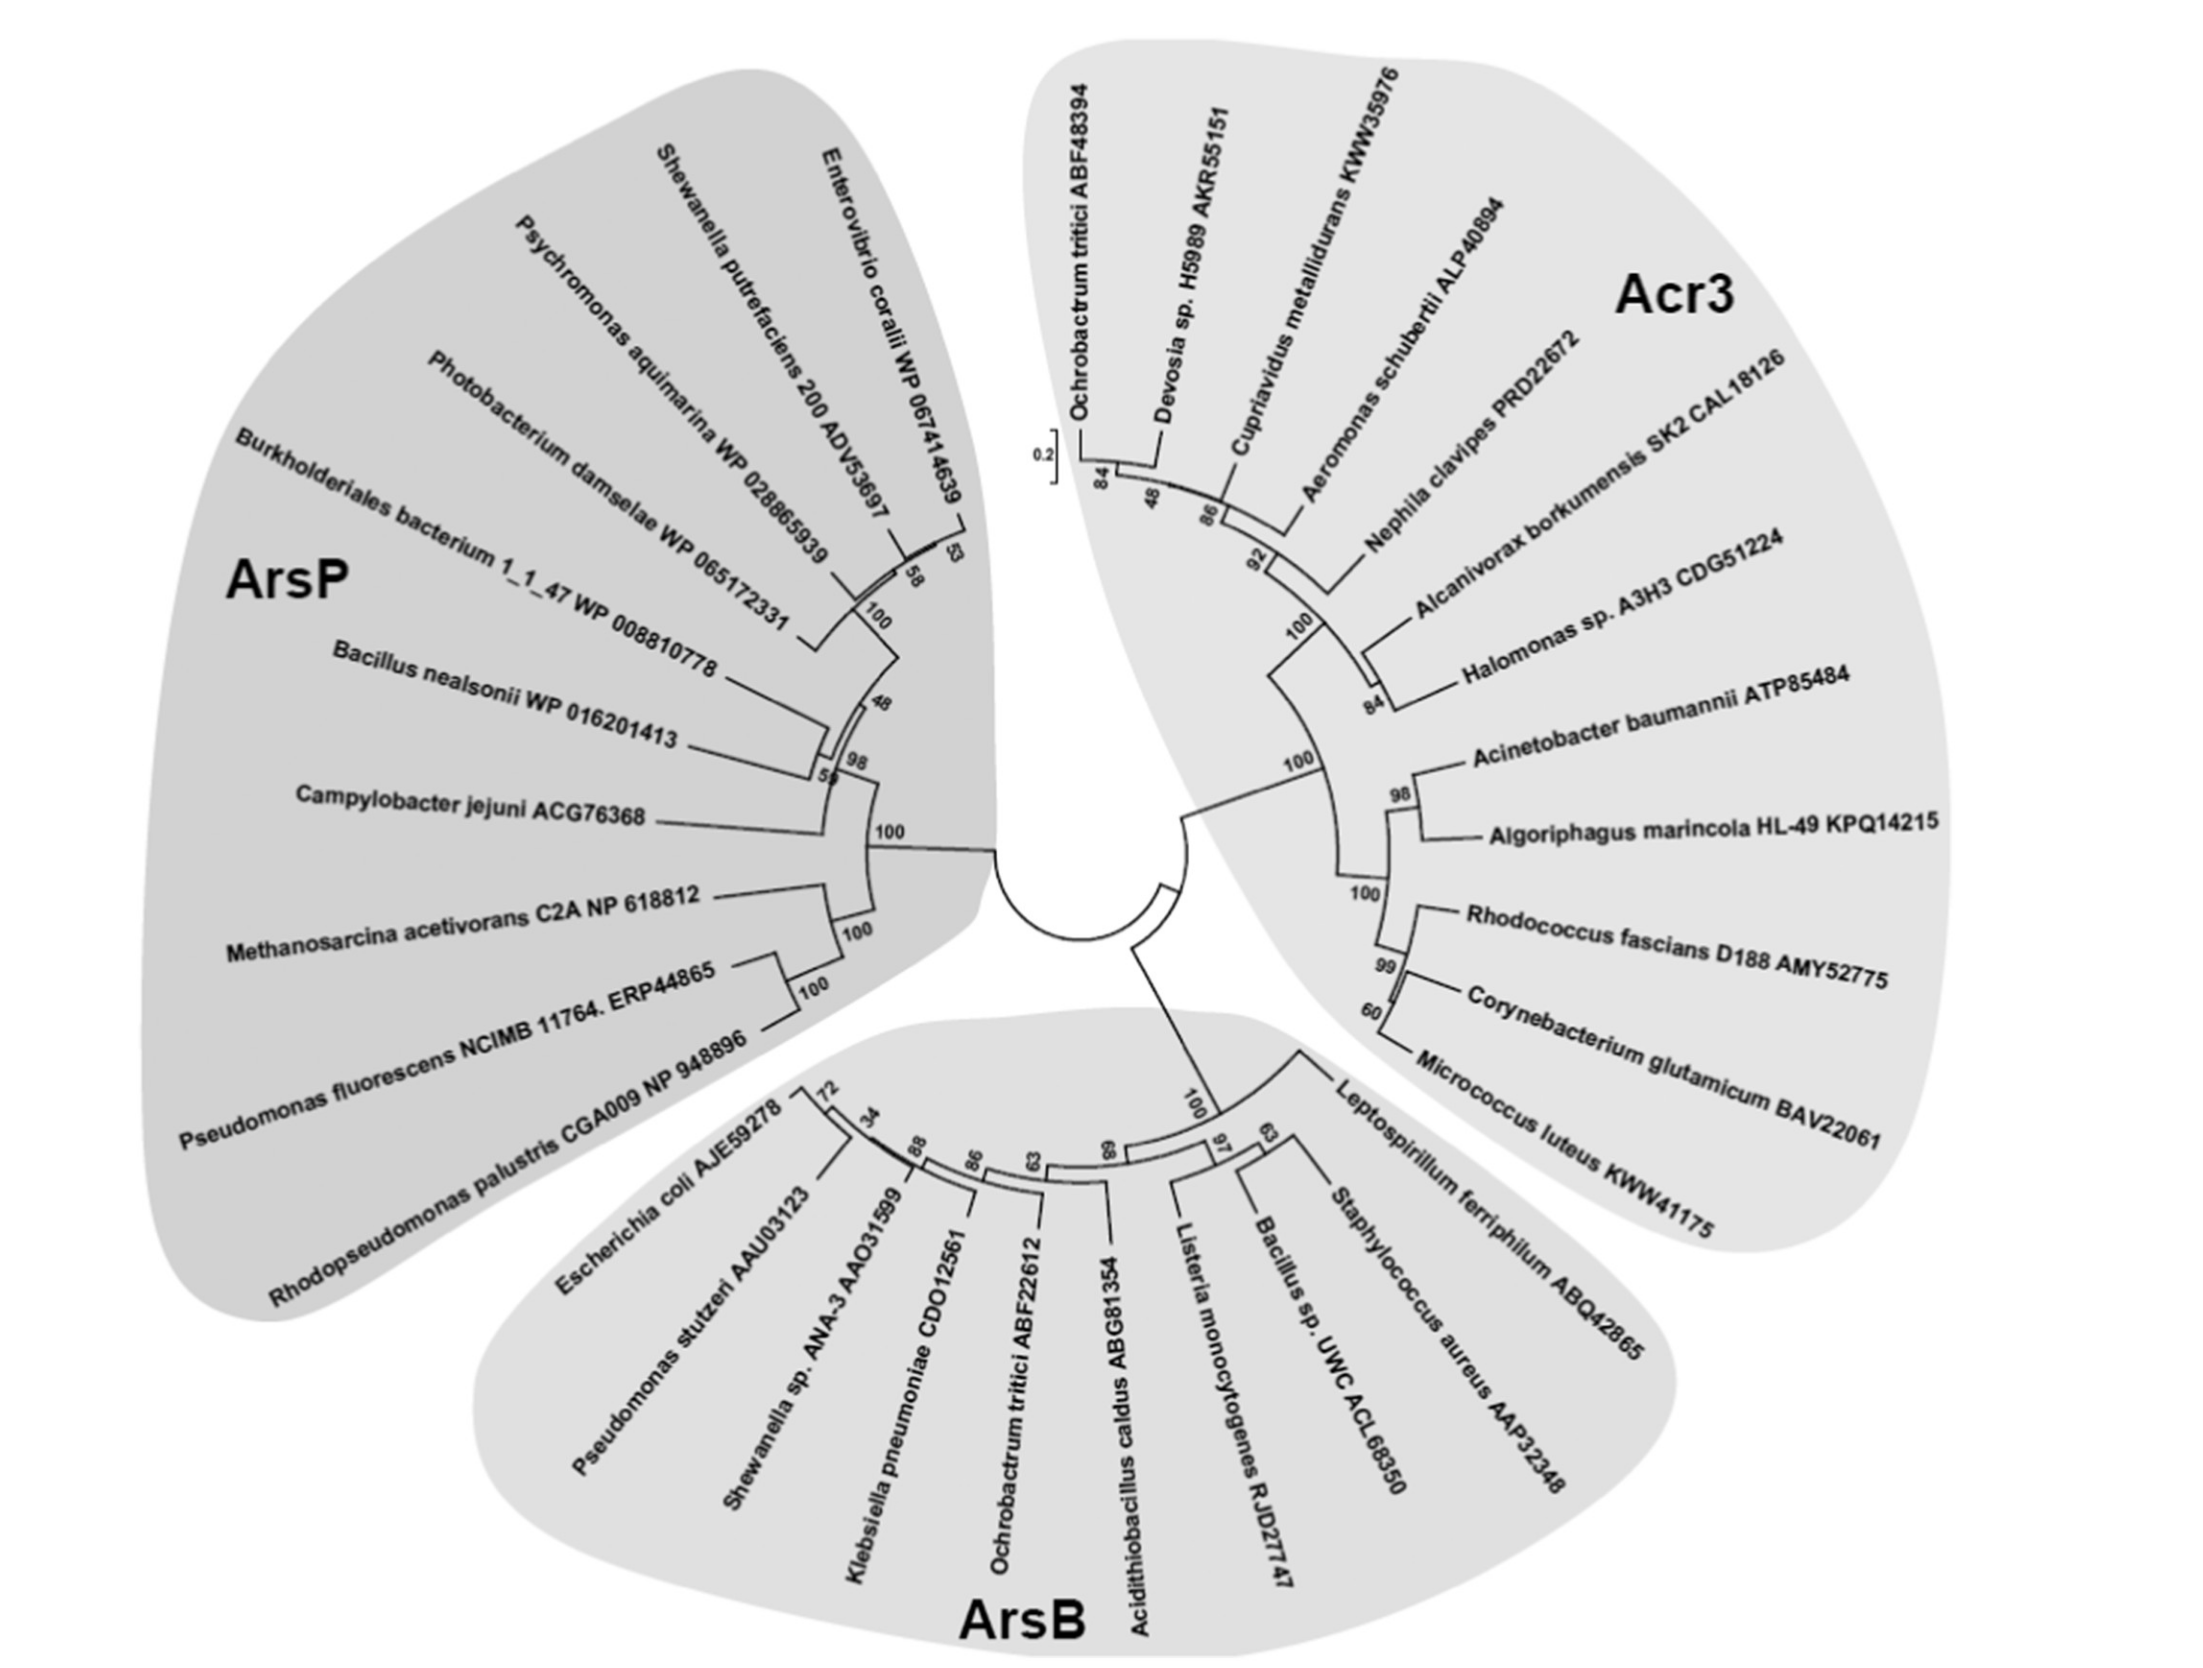 Enterovibrio coralii WP 067414639
Shewanella putrefaciens 200 ADV53697
Psychromonas aquimarina WP 028865939
Photobacterium damselae WP 065172331
Burkholderiales bacterium 1_1_47 WP 008810778
Bacillus nealsonii WP 016201413
Campylobacter jejuni ACG76368
Methanosarcina acetivorans C2A NP 618812
Pseudomonas fluorescens NCIMB 11764. ERP44865
Rhodopseudomonas palustris CGA009 NP 948896
ArsP
53
58
100
48
59
98
100
100
100
0.2
Ochrobactrum tritici ABF48394
Devosia sp. H5989 AKR55151
Cupriavidus metallidurans KWW35976
Aeromonas schubertii ALP40894
Nephila clavipes PRD22672
Alcanivorax borkumensis SK2 CAL18126
Halomonas sp. A3H3 CDG51224
Acinetobacter baumannii ATP85484
Algoriphagus marincola HL-49 KPQ14215
Rhodococcus fascians D188 AMY52775
Corynebacterium glutamicum BAV22061
Micrococcus luteus KWW41175
Acr3
84
48
86
92
100
84
100
98
100
99
60
Leptospirillum ferriphilum ABQ42865
Staphylococcus aureus AAP32348
Bacillus sp. UWC ACL68350
Listeria monocytogenes RJD27747
Acidithiobacillus caldus ABG81354
Ochrobactrum tritici ABF22612
Klebsiella pneumoniae CDO12561
Shewanella sp. ANA-3 AAO31599
Pseudomonas stutzeri AAU03123
Escherichia coli AJE59278
ArsB
72
34
88
86
63
97
63
100